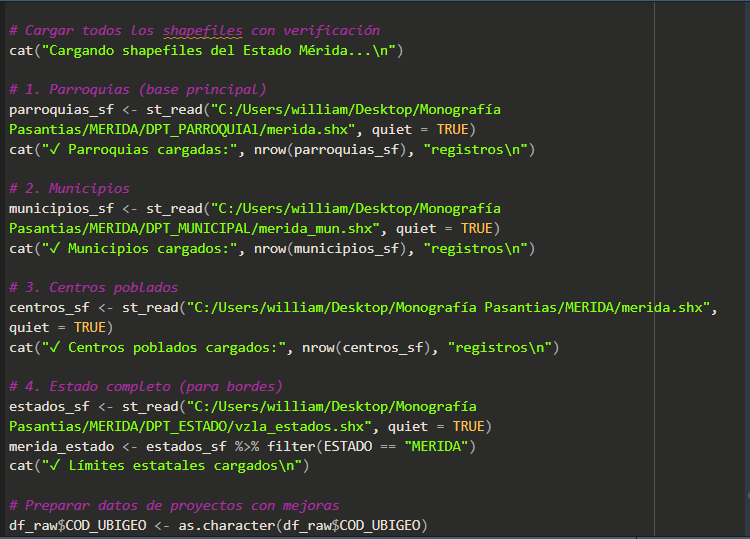 # Cargar todos los shapefiles con verificación
cat("Cargando shapefiles del Estado Mérida...\n")
# 1. Parroquias (base principal)
parroquias_sf <- st_read("C:/Users/william/Desktop/Monografía
Pasantias/MERIDA/DPT_PARROQUIAl/merida.shx", quiet = TRUE)
cat("✓ Parroquias cargadas:", nrow(parroquias_sf), "registros\n")
# 2. Municipios
municipios_sf <- st_read("C:/Users/william/Desktop/Monografía
Pasantias/MERIDA/DPT_MUNICIPAL/merida_mun.shx", quiet = TRUE)
cat("✓ Municipios cargados:", nrow(municipios_sf), "registros\n")
# 3. Centros poblados
centros_sf <- st_read("C:/Users/william/Desktop/Monografía Pasantias/MERIDA/merida.shx",
quiet = TRUE)
cat("✓ Centros poblados cargados:", nrow(centros_sf), "registros\n")
# 4. Estado completo (para bordes)
estados_sf <- st_read("C:/Users/william/Desktop/Monografía
Pasantias/MERIDA/DPT_ESTADO/vzla_estados.shx", quiet = TRUE)
merida_estado <- estados_sf %>% filter(ESTADO == "MERIDA")
cat("✓ Límites estatales cargados\n")
# Preparar datos de proyectos con mejoras
df_raw$COD_UBIGEO <- as.character(df_raw$COD_UBIGEO)